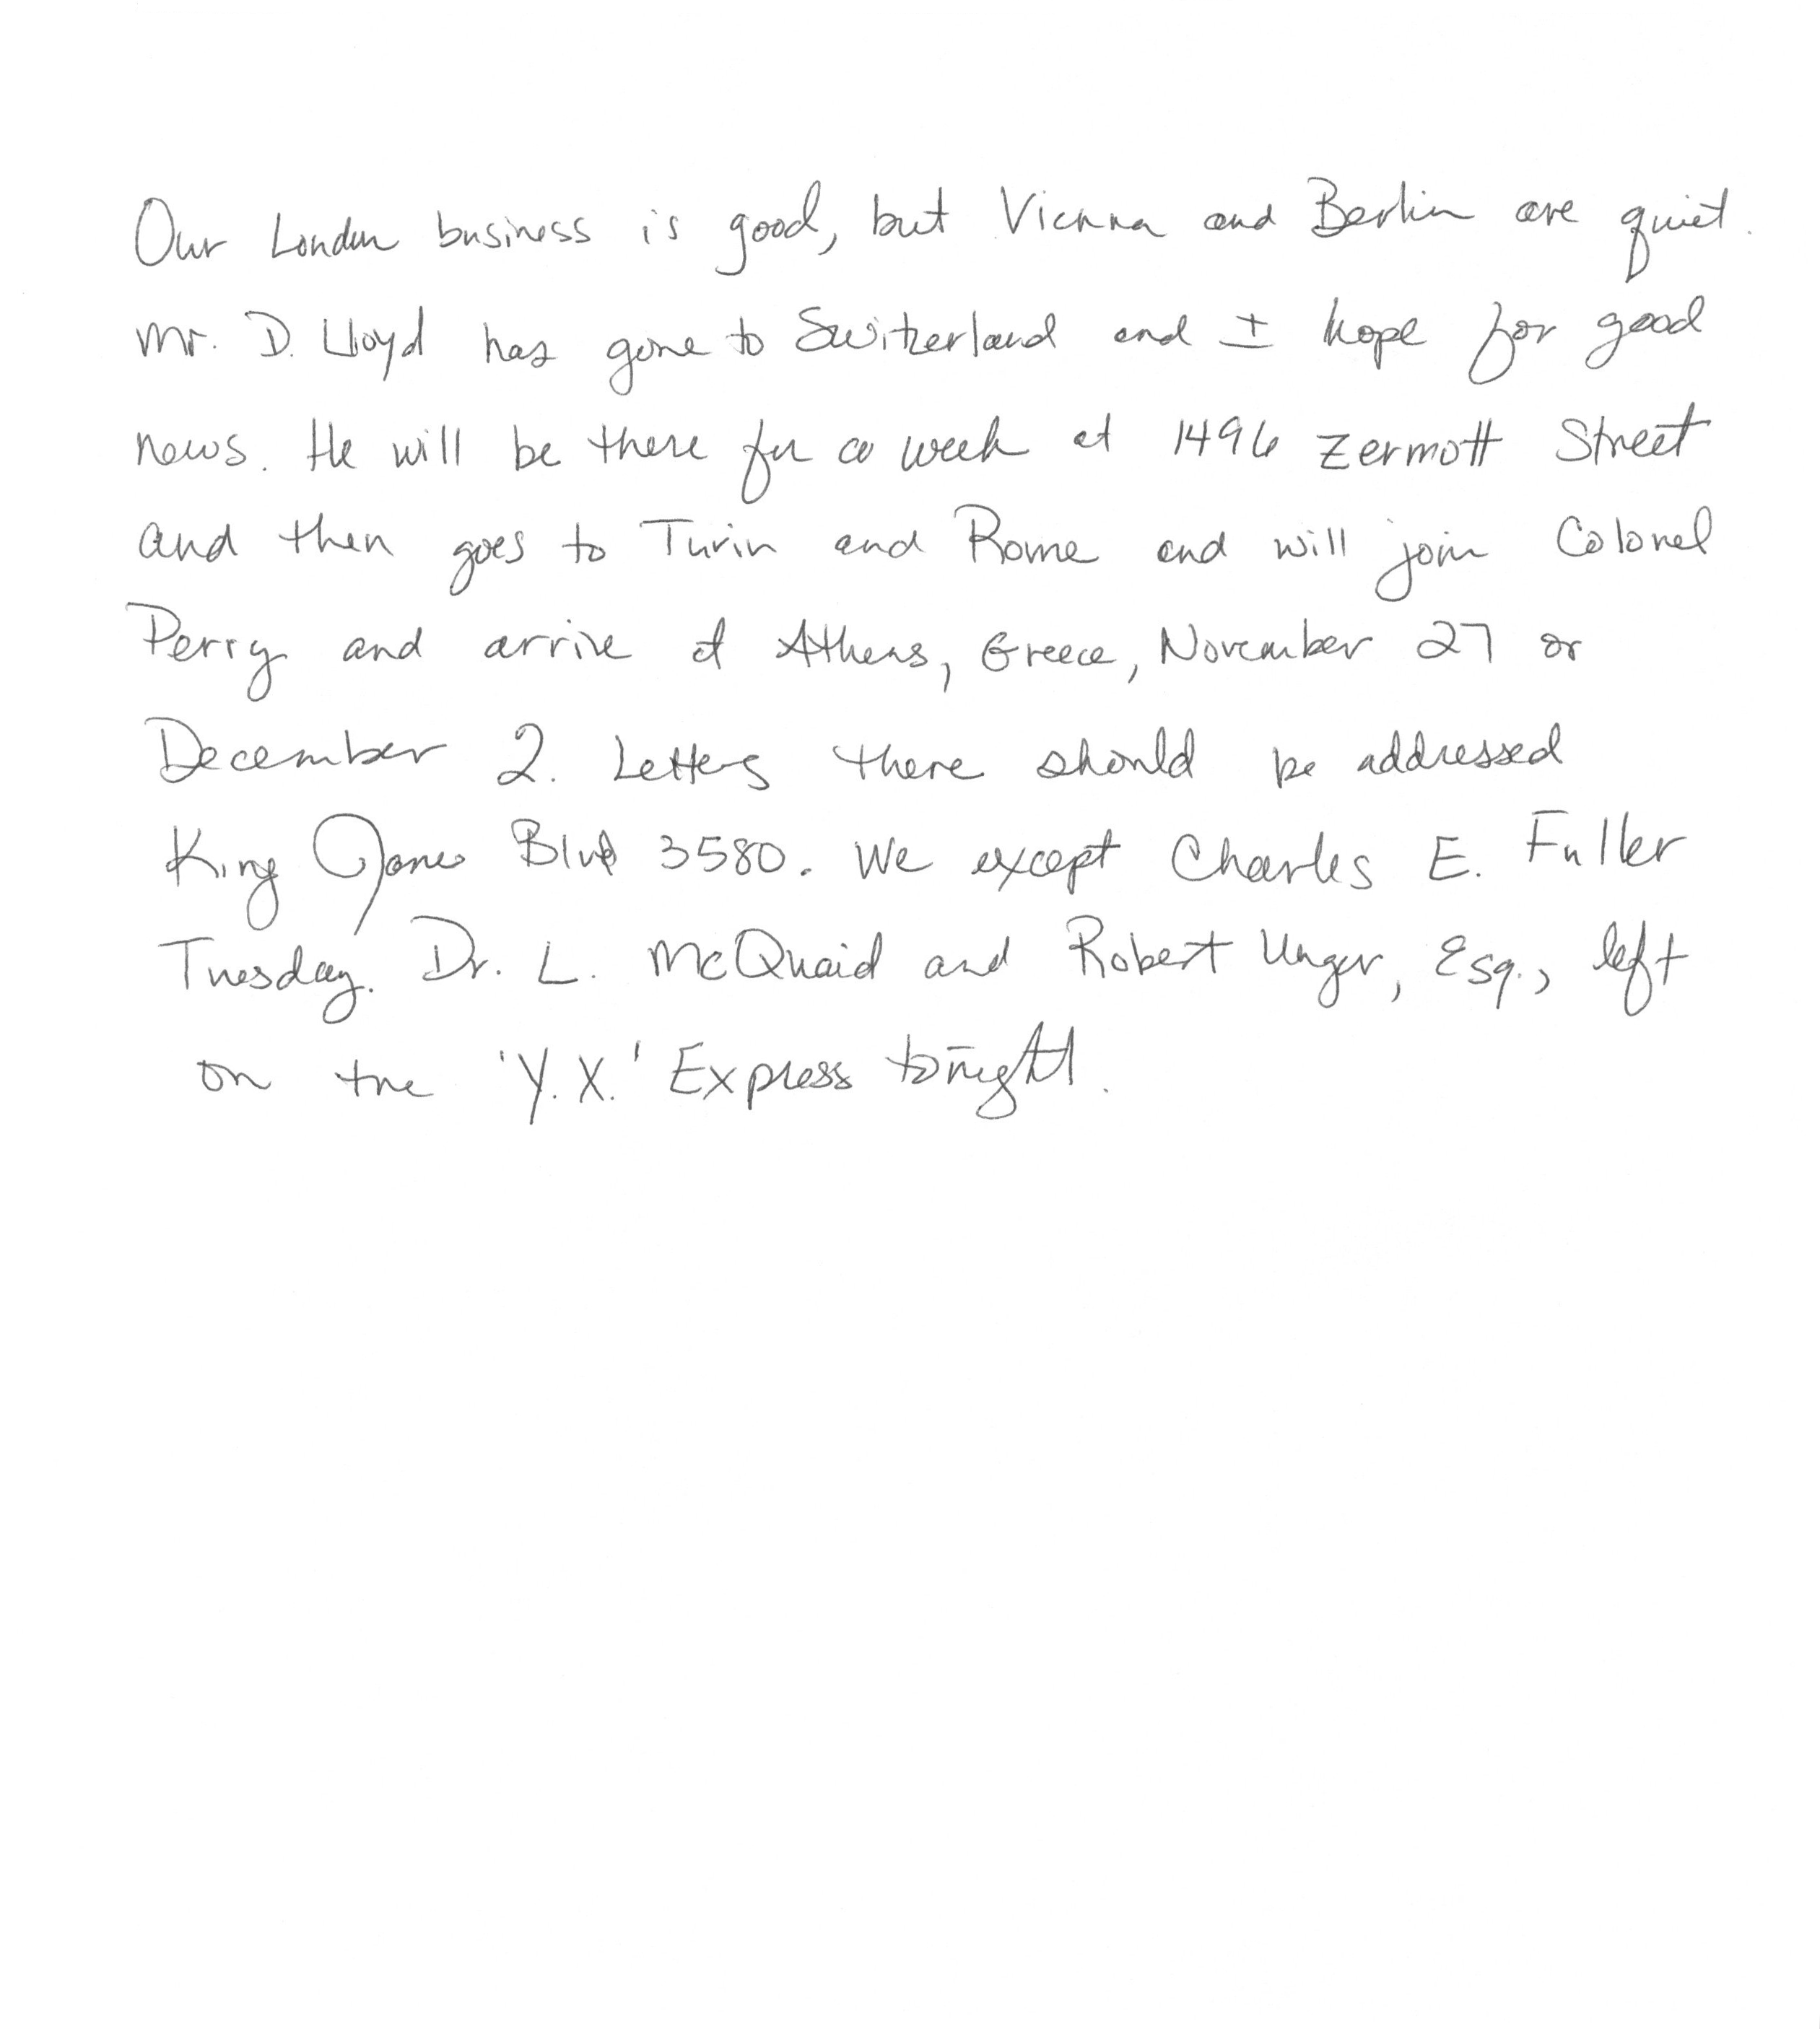 Our London business is good, but Vienna and Berlin are quiet.
Mr. D. Lloyd has gone to Switzerland and I hope for good
news. He will be there for a week at 1496 Zermott Street
and then goes to Turin and Rome and will join Colonel
Perry and arrive at Athens, Greece, November 27 or
December 2. Letters there should be addressed
King James Blvd 3580. We except Charles E. Fuller
Tuesday. Dr. L. McQuaid and Robert Unger, Esq., left
on the 'Y.X.' Express tonight.